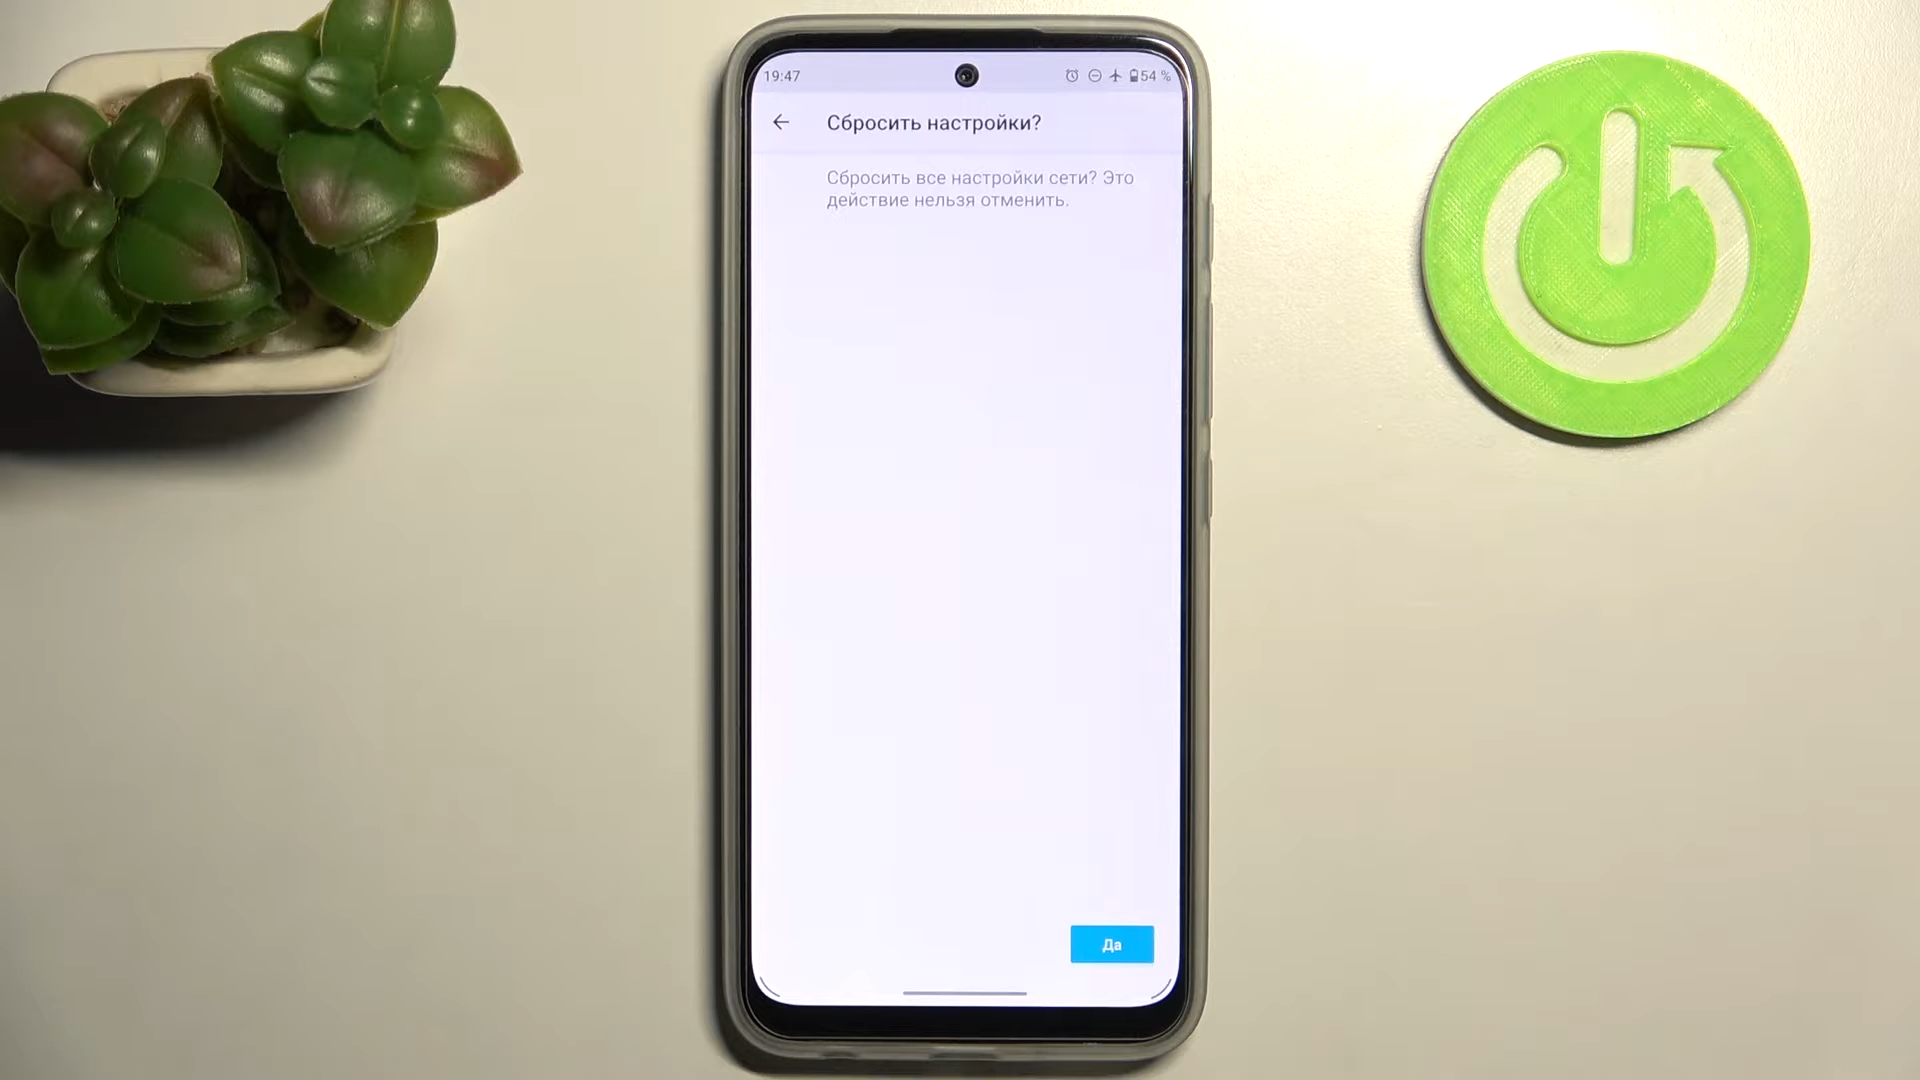 19:47
54 %
Сбросить настройки?
Сбросить все настройки сети? Это
действие нельзя отменить.
Да